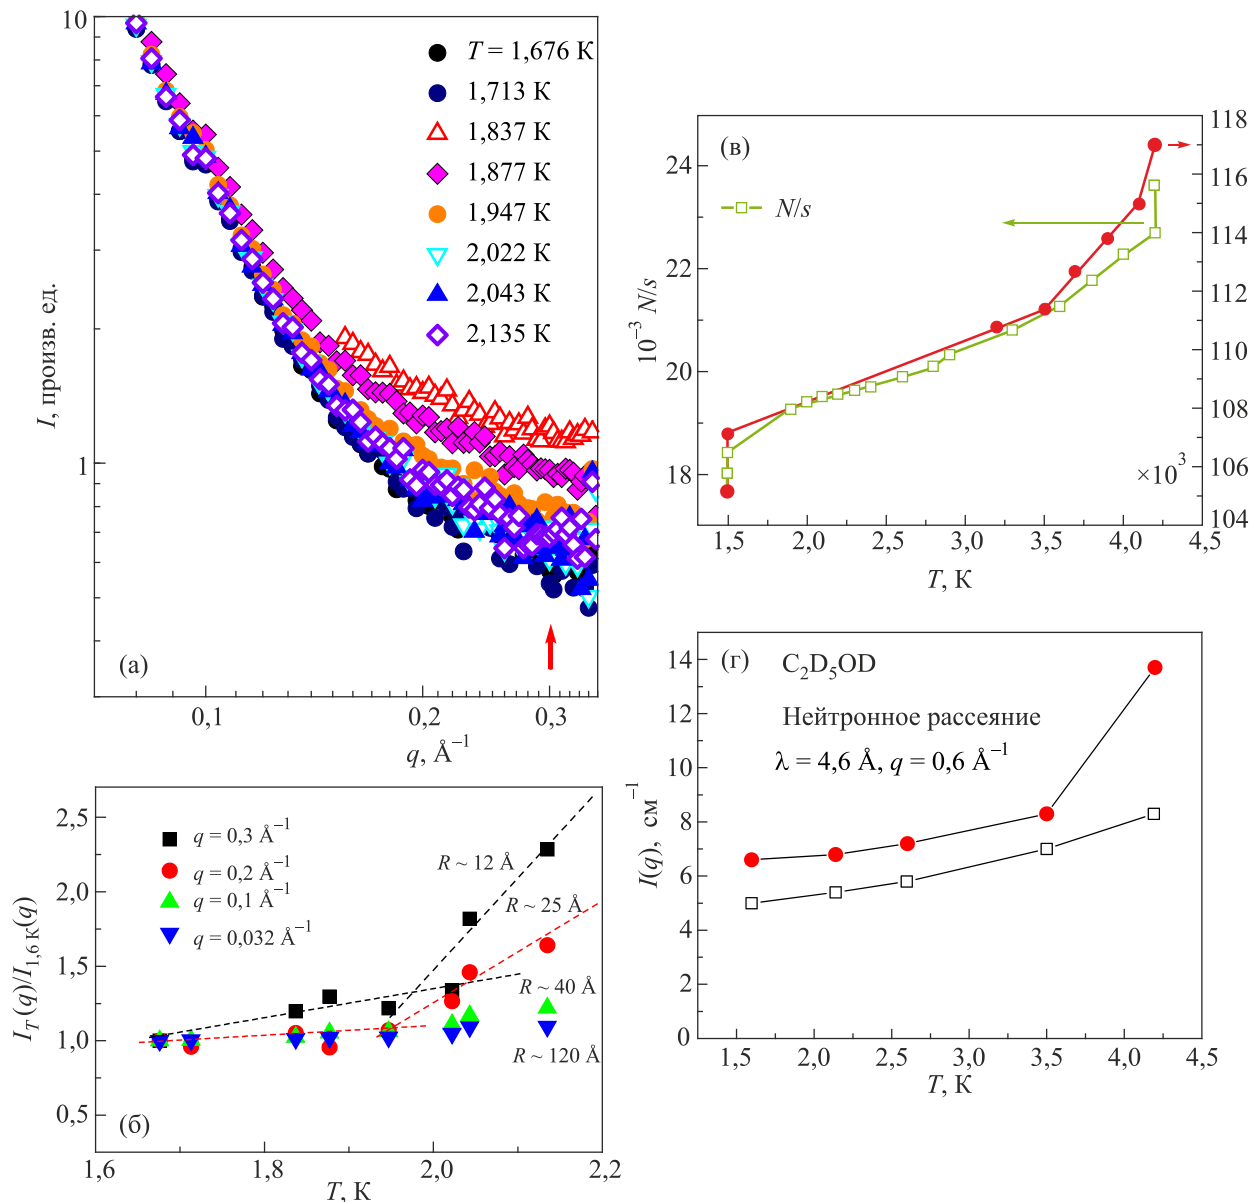 10
1
I, произв. ед.
T = 1,676 К
1,713 К
1,837 К
1,877 К
1,947 К
2,022 К
2,043 К
2,135 К
(а)
0,1
0,2
0,3
q, Å⁻¹
(в)
N/s
24
22
20
18
10⁻³ N/s
118
116
114
112
110
108
106
104
×10³
1,5
2,0
2,5
3,0
3,5
4,0
4,5
T, К
2,5
2,0
1,5
1,0
0,5
I_T(q)/I_{1,6 К}(q)
q = 0,3 Å⁻¹
q = 0,2 Å⁻¹
q = 0,1 Å⁻¹
q = 0,032 Å⁻¹
R ~ 12 Å
R ~ 25 Å
R ~ 40 Å
R ~ 120 Å
(б)
1,6
1,8
2,0
2,2
T, К
(г)
C₂D₅OD
Нейтронное рассеяние
λ = 4,6 Å, q = 0,6 Å⁻¹
14
12
10
8
6
4
2
0
I(q), см⁻¹
1,5
2,0
2,5
3,0
3,5
4,0
4,5
T, К